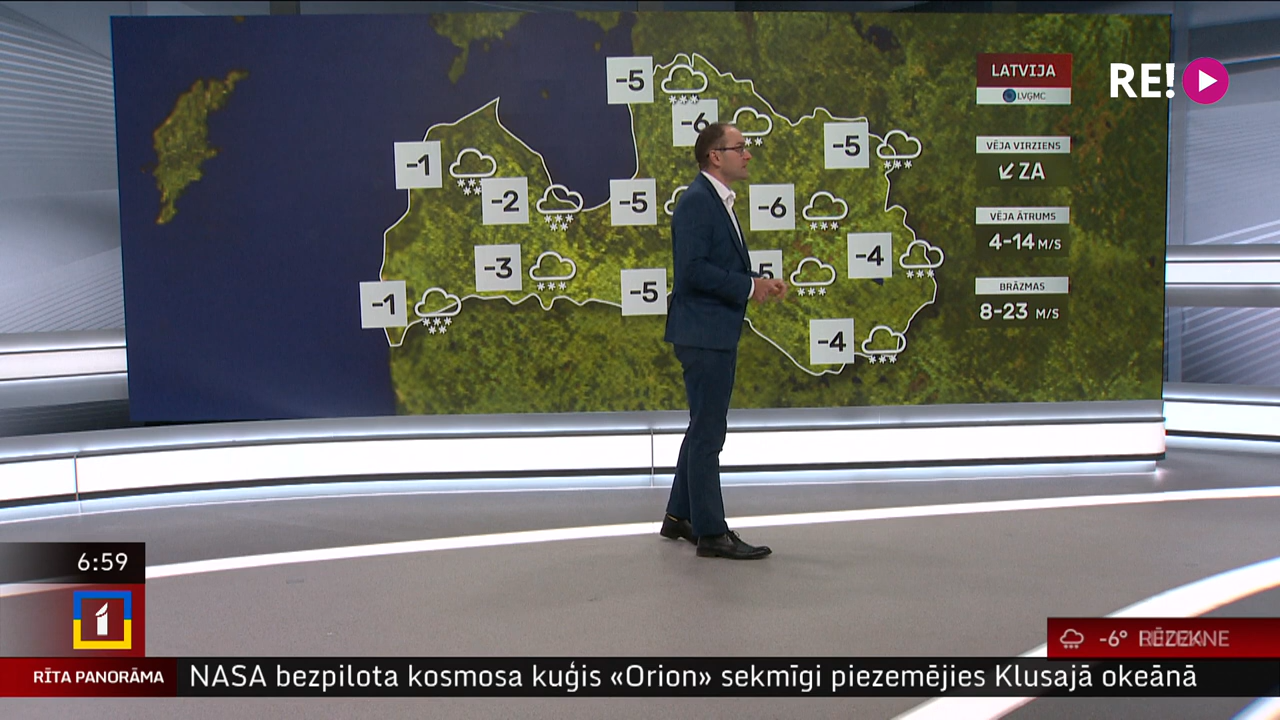 LATVIJA
LVĢMC
RE!
VĒJA VIRZIENS
ZA
VĒJA ĀTRUMS
4-14 M/S
BRĀZMAS
8-23 M/S
-5
-6
-5
-1
-2
-5
-6
-3
-5
-4
-1
-5
-4
6:59
1
-6° RĒZEKNE
RĪTA PANORĀMA
NASA bezpilota kosmosa kuģis «Orion» sekmīgi piezemējies Klusajā okeānā